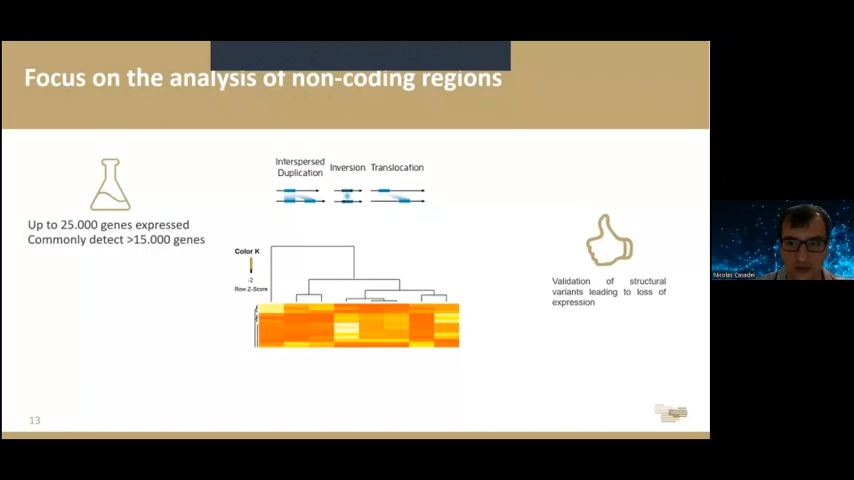 Focus on the analysis of non-coding regions
Interspersed
Duplication
Inversion
Translocation
Up to 25.000 genes expressed
Commonly detect >15.000 genes
Color K
-2
Row Z-Score
Validation of structural
variants leading to loss of
expression
Nicolas Casadei
13